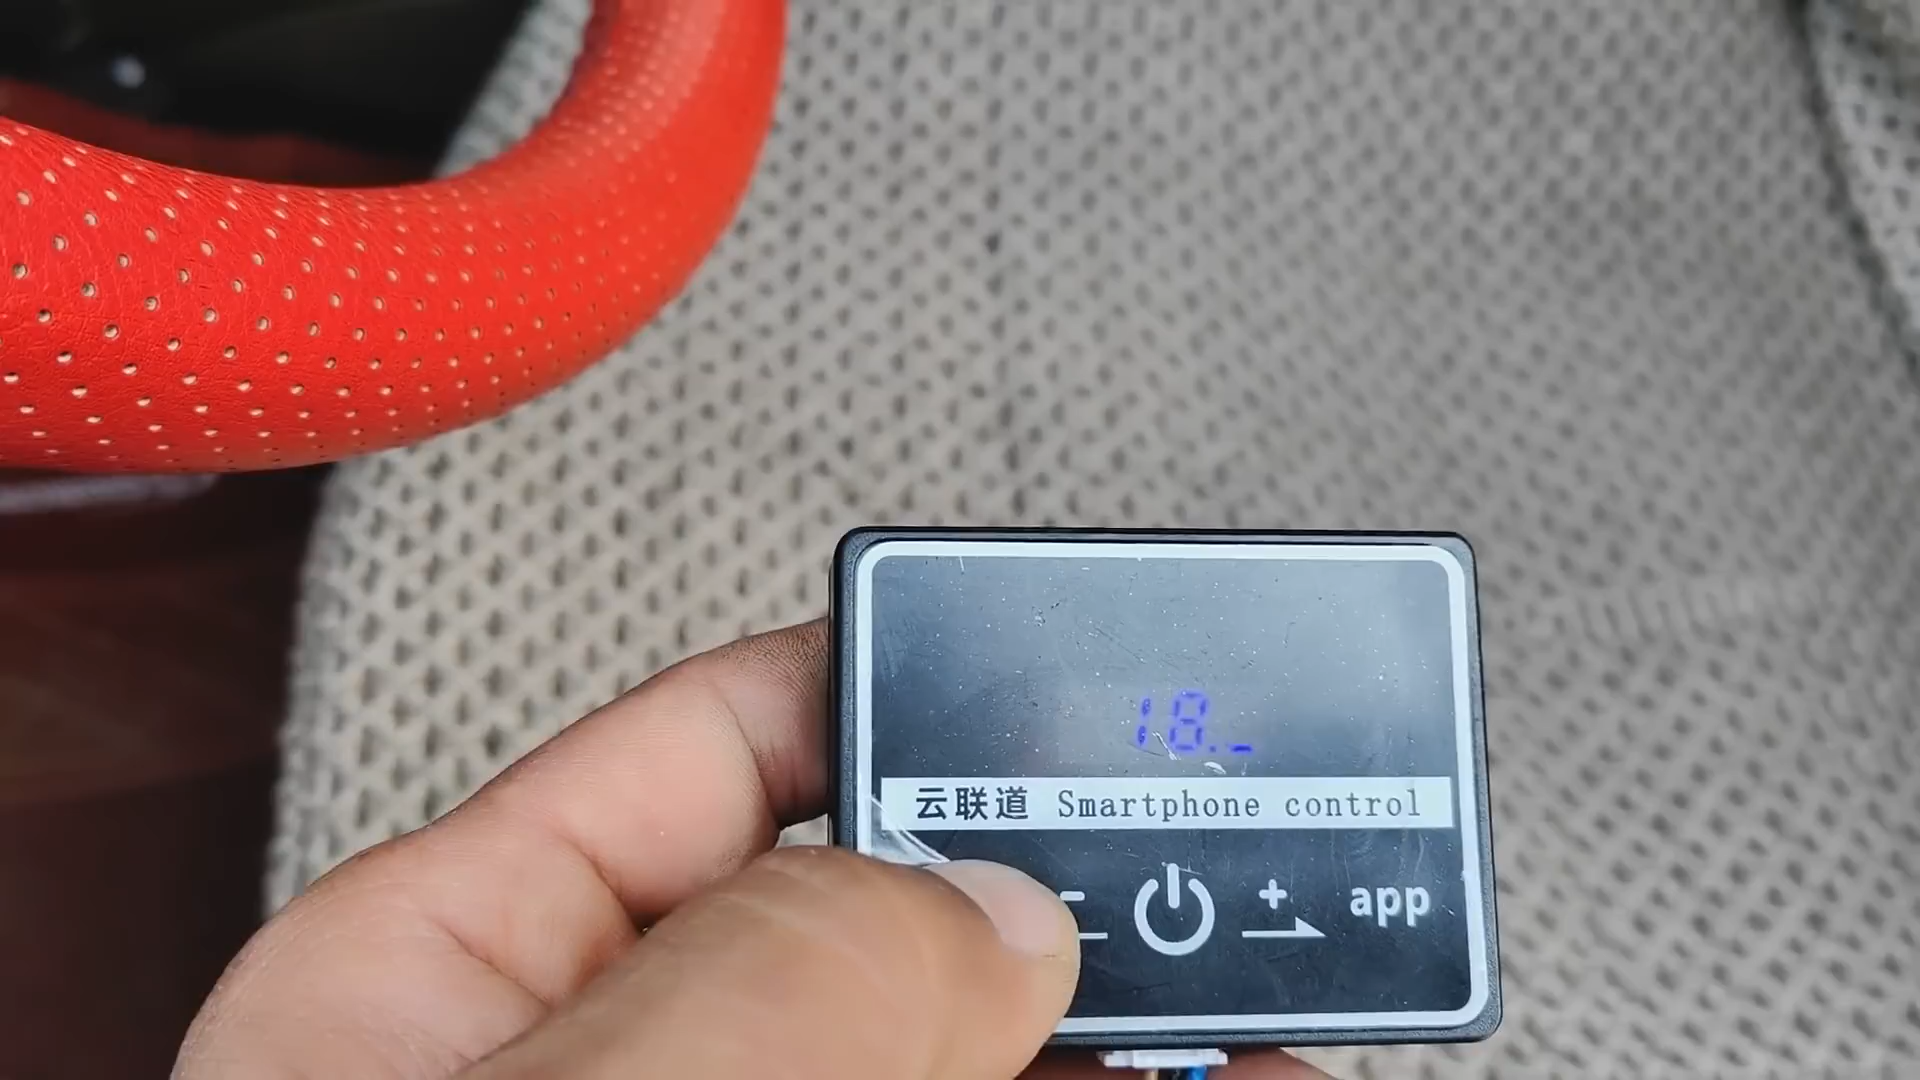 18._
云联道 Smartphone control
- + app